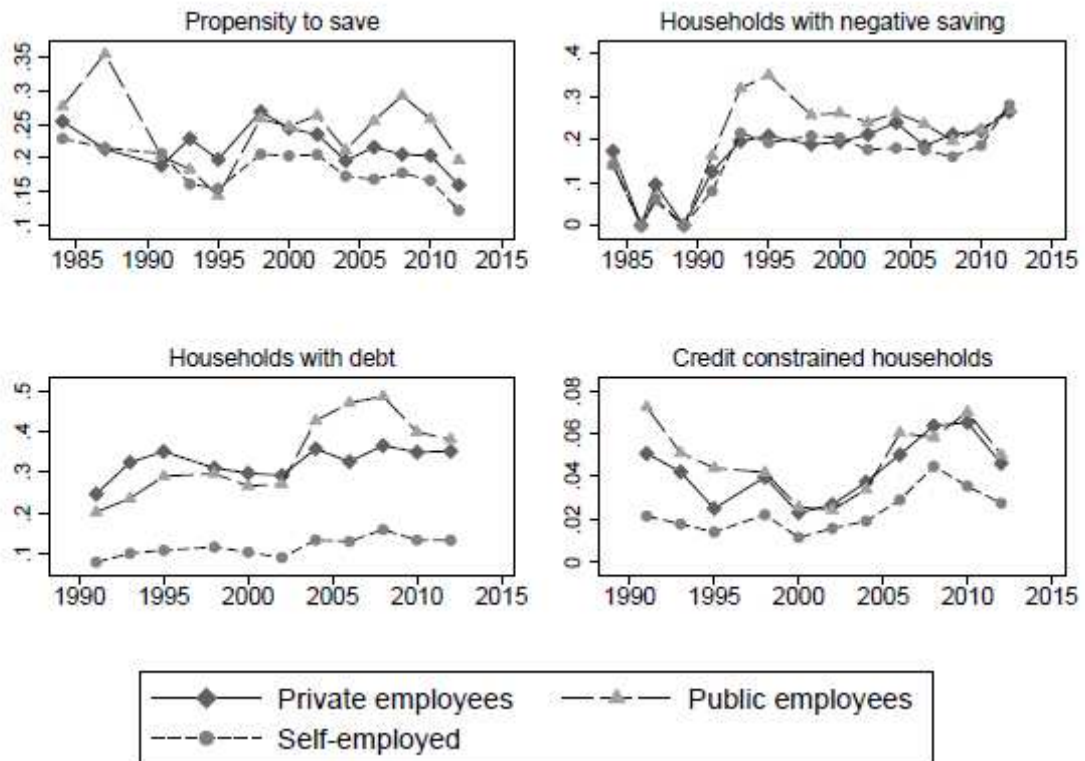 Propensity to save
.1 .15 .2 .25 .3 .35
1985 1990 1995 2000 2005 2010 2015
Households with negative saving
0 .1 .2 .3 .4
1985 1990 1995 2000 2005 2010 2015
Households with debt
.1 .2 .3 .4 .5
1990 1995 2000 2005 2010 2015
Credit constrained households
0 .02 .04 .06 .08
1990 1995 2000 2005 2010 2015
Private employees
Public employees
Self-employed